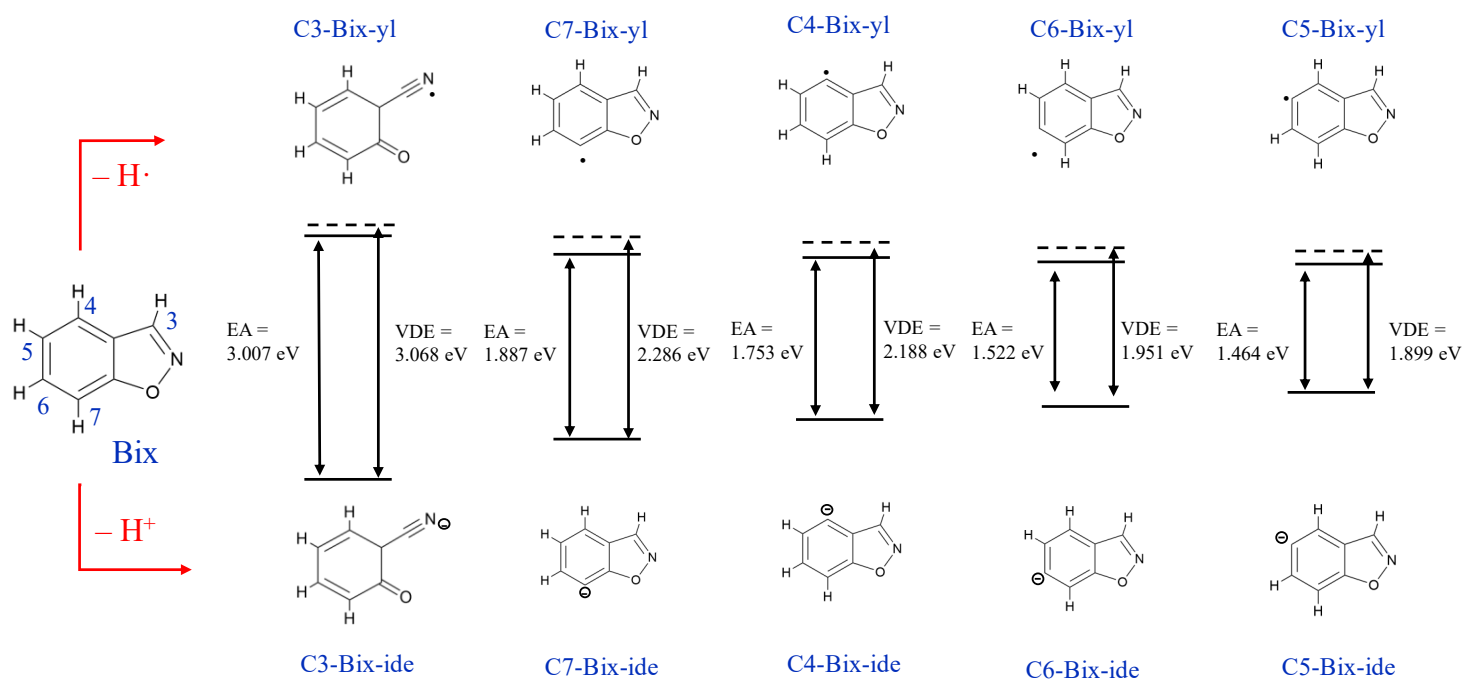 C3-Bix-yl
C7-Bix-yl
C4-Bix-yl
C6-Bix-yl
C5-Bix-yl
H
H
H
H
N
O
H
H
H
H
N
O
H
H
H
H
N
O
H
H
H
H
N
O
H
H
H
H
N
O
– H·
EA =
3.007 eV
VDE =
3.068 eV
EA =
1.887 eV
VDE =
2.286 eV
EA =
1.753 eV
VDE =
2.188 eV
EA =
1.522 eV
VDE =
1.951 eV
EA =
1.464 eV
VDE =
1.899 eV
H
4
H
3
H
5
N
O
H
6
7
H
Bix
– H⁺
H
H
H
H
N⊖
O
H
H
H
H
N
O
⊖
⊖
H
H
H
H
N
O
H
H
H
⊖
H
N
O
⊖
H
H
H
H
N
O
C3-Bix-ide
C7-Bix-ide
C4-Bix-ide
C6-Bix-ide
C5-Bix-ide